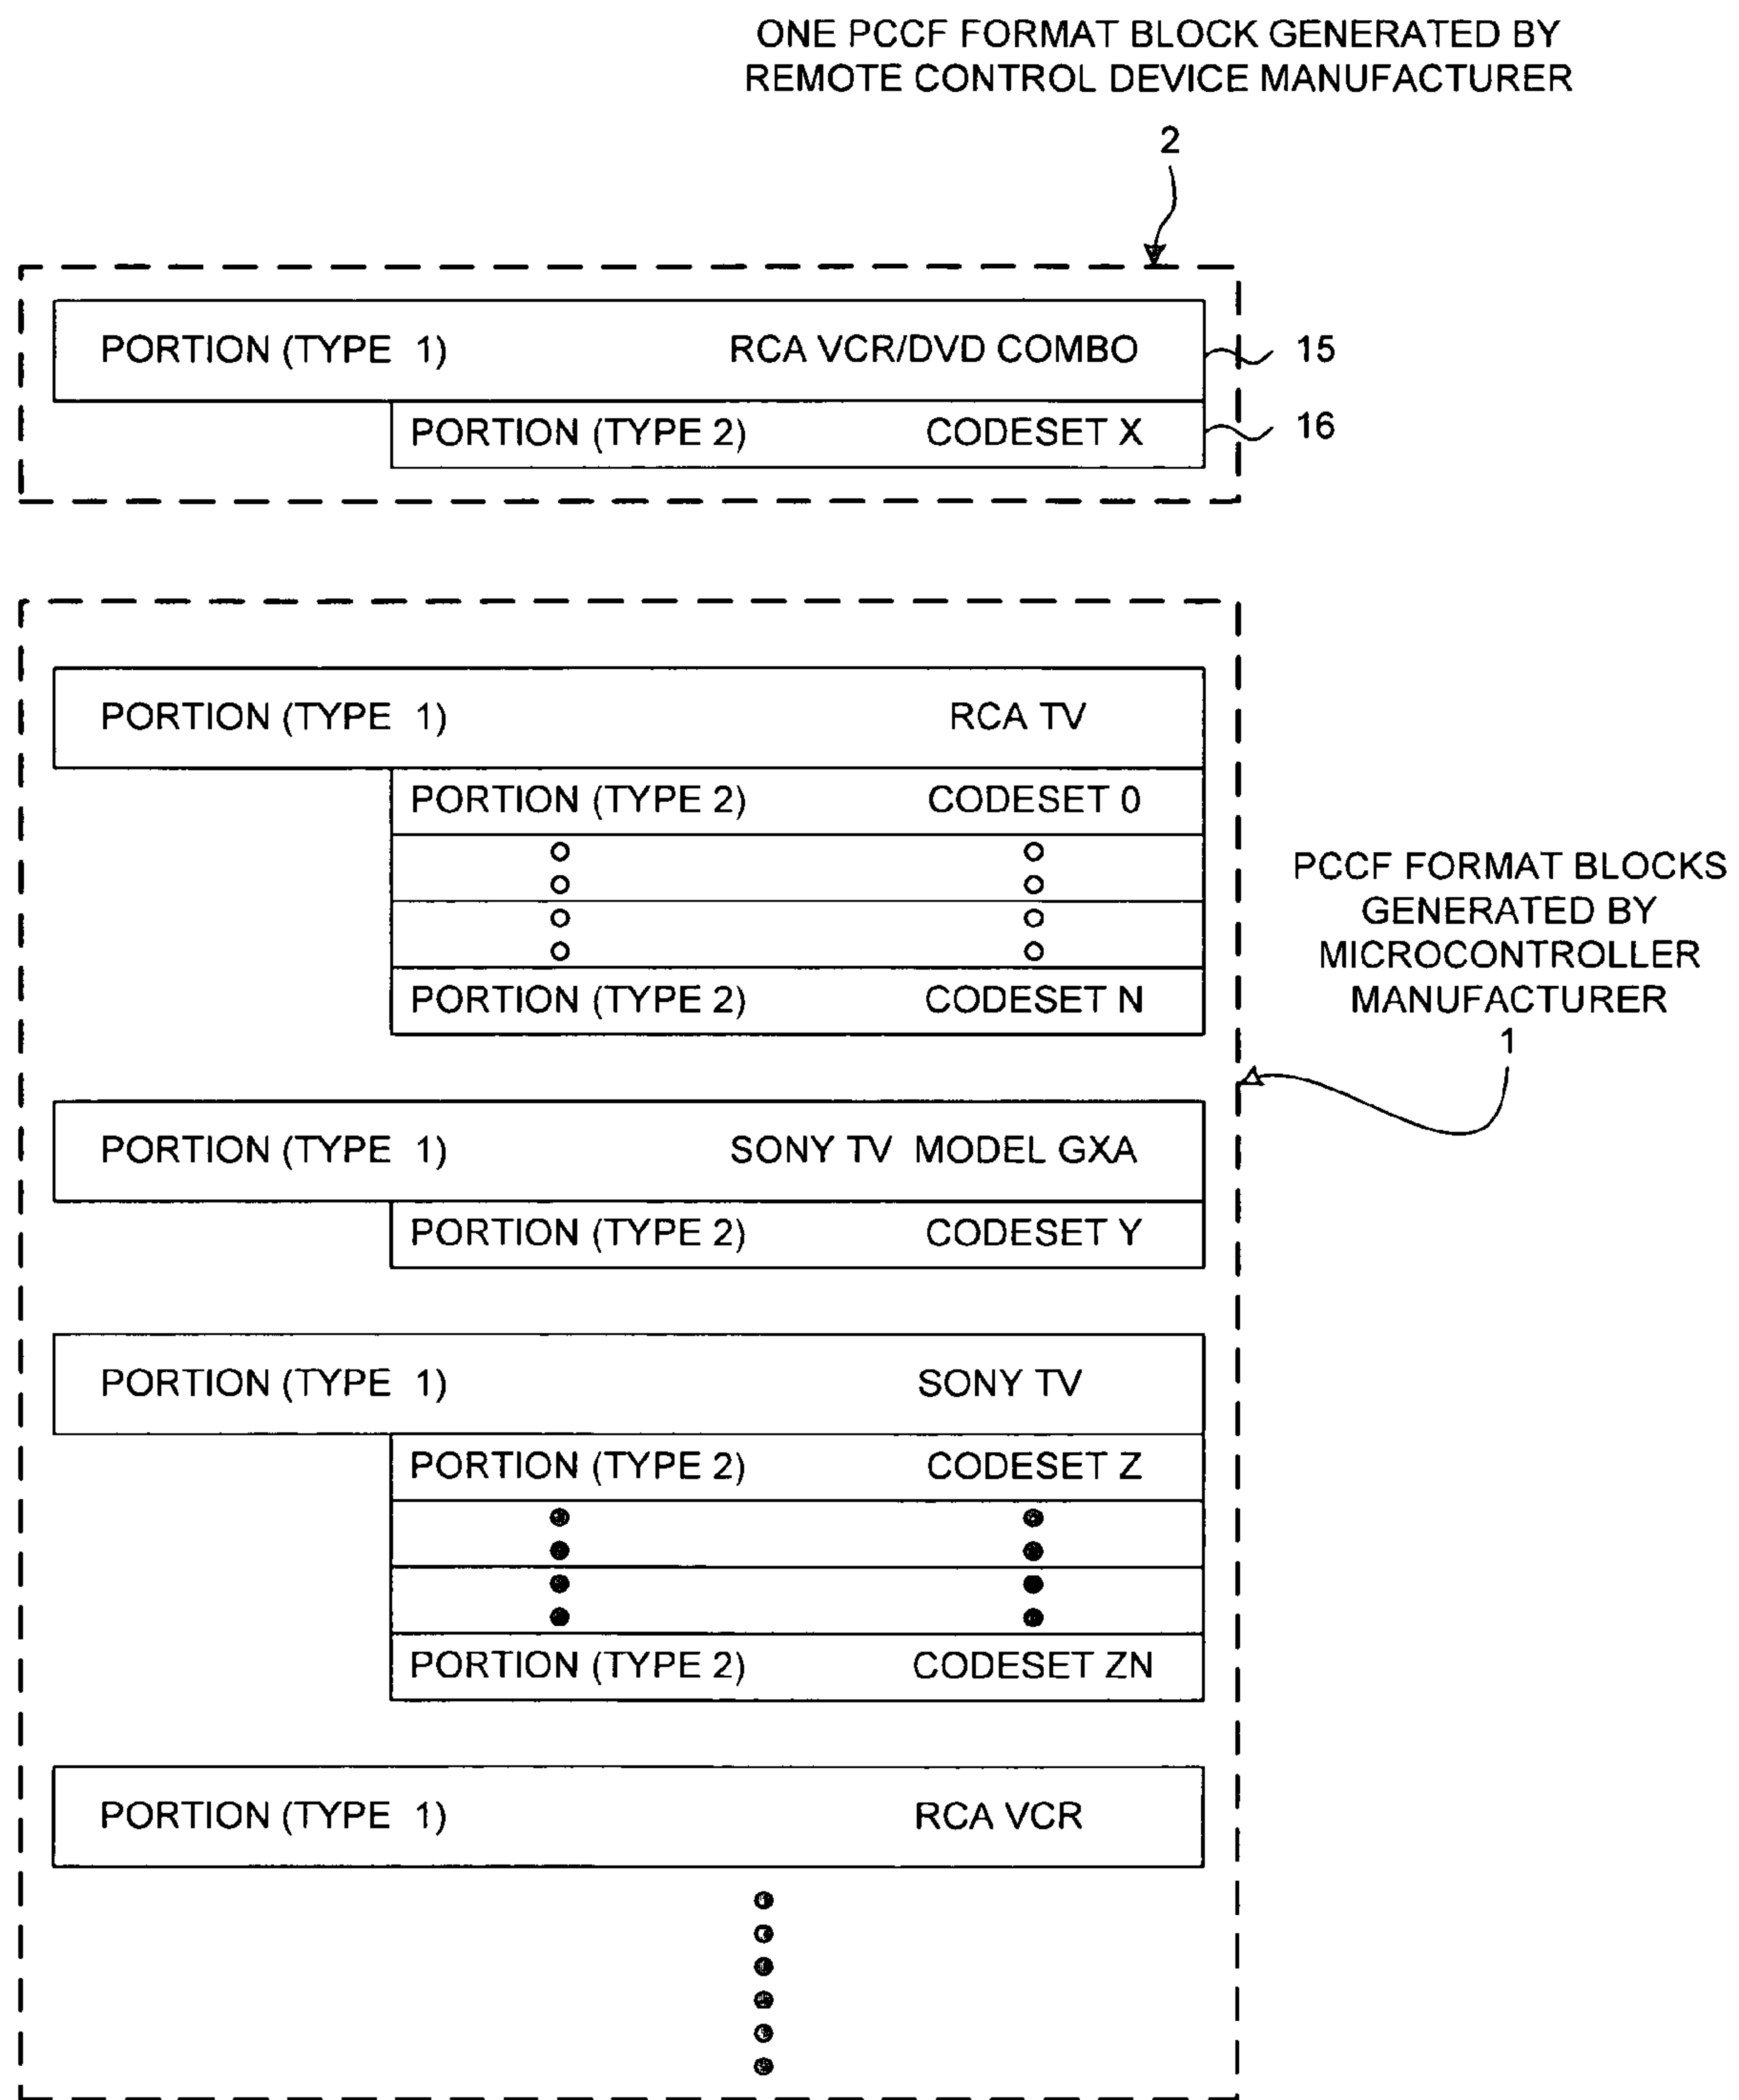 ONE PCCF FORMAT BLOCK GENERATED BY
REMOTE CONTROL DEVICE MANUFACTURER
2
PORTION (TYPE 1) RCA VCR/DVD COMBO
15
PORTION (TYPE 2) CODESET X
16
PORTION (TYPE 1) RCA TV
PORTION (TYPE 2) CODESET 0
PORTION (TYPE 2) CODESET N
PCCF FORMAT BLOCKS
GENERATED BY
MICROCONTROLLER
MANUFACTURER
1
PORTION (TYPE 1) SONY TV MODEL GXA
PORTION (TYPE 2) CODESET Y
PORTION (TYPE 1) SONY TV
PORTION (TYPE 2) CODESET Z
PORTION (TYPE 2) CODESET ZN
PORTION (TYPE 1) RCA VCR